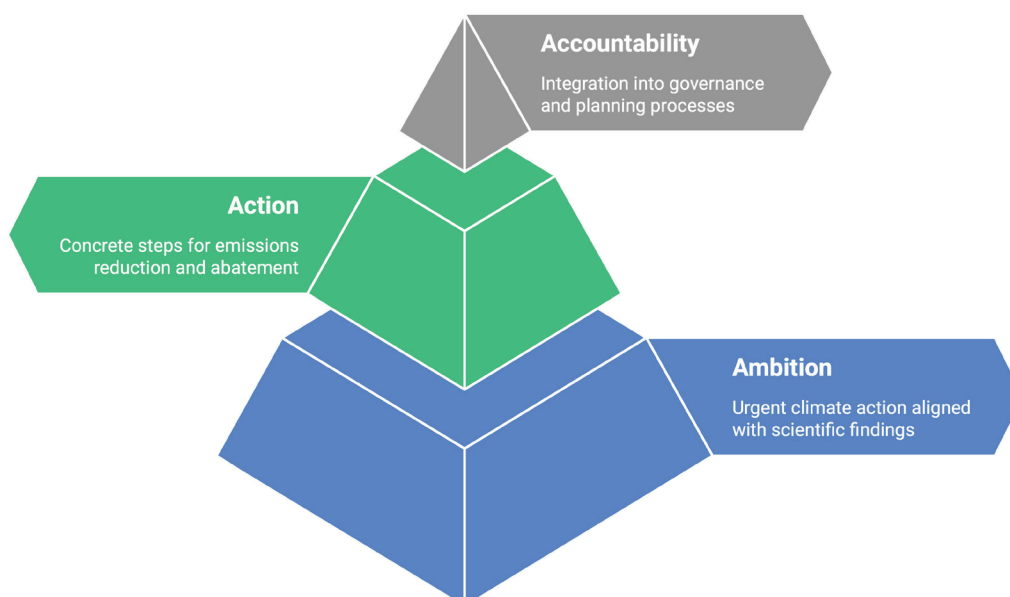 Accountability
Integration into governance
and planning processes
Action
Concrete steps for emissions
reduction and abatement
Ambition
Urgent climate action aligned
with scientific findings